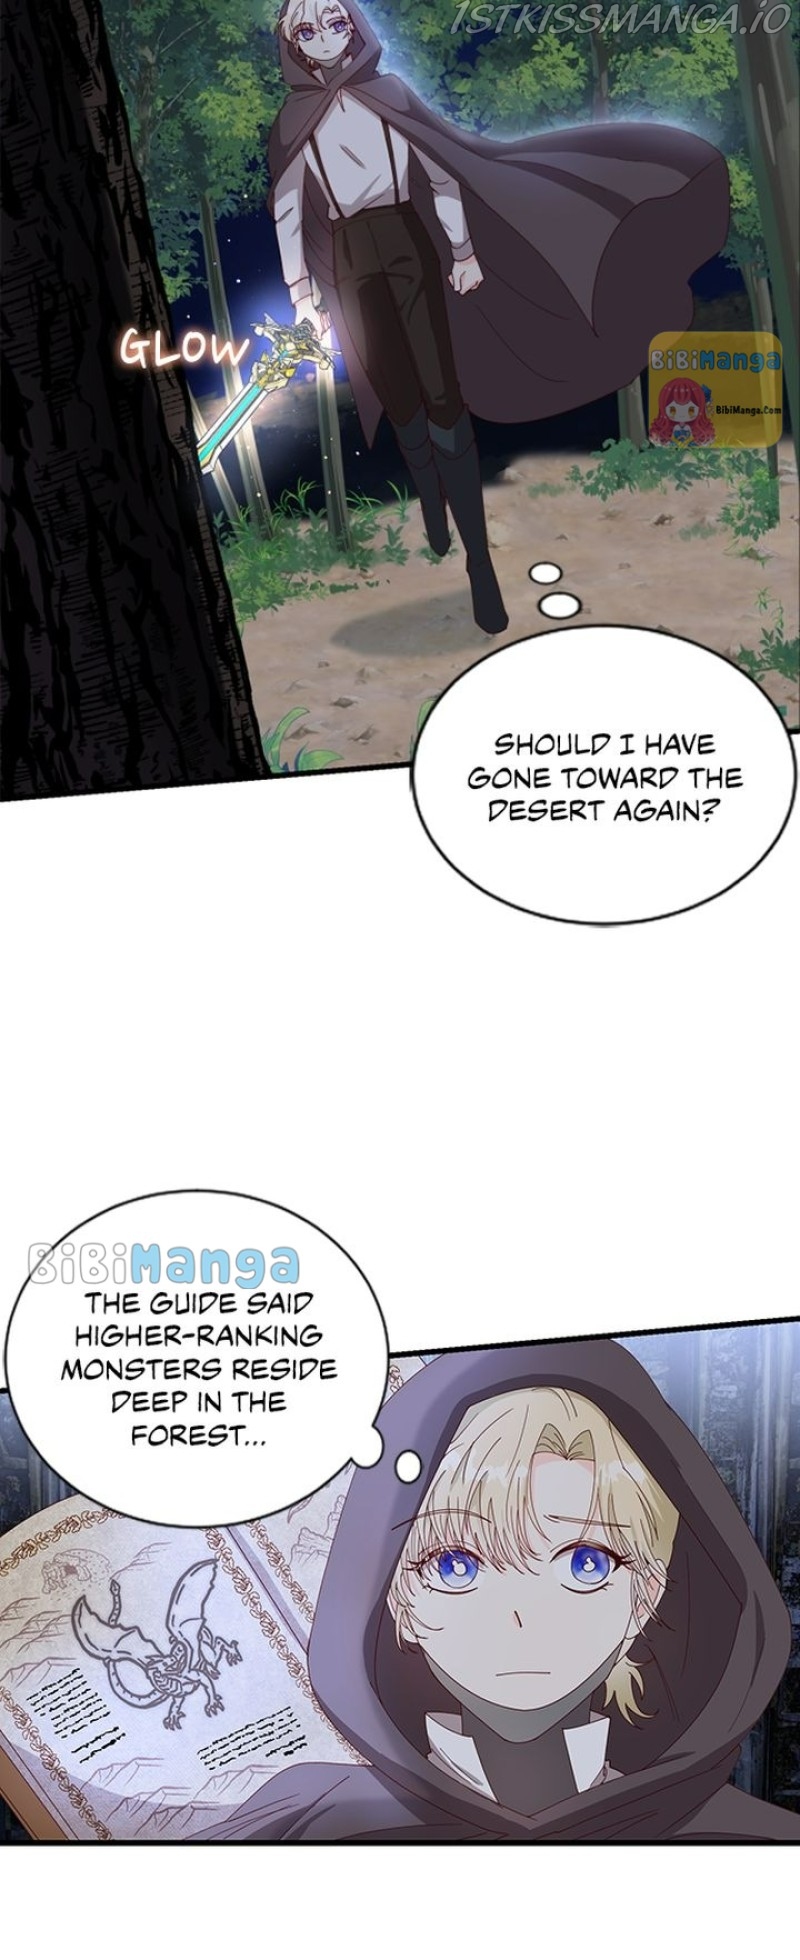 1STKISSMANGA.IO
GLOW
BiBiManga
BibiManga.Com
SHOULD I HAVE
GONE TOWARD THE
DESERT AGAIN?
BiBiManga
THE GUIDE SAID
HIGHER-RANKING
MONSTERS RESIDE
DEEP IN THE
FOREST...